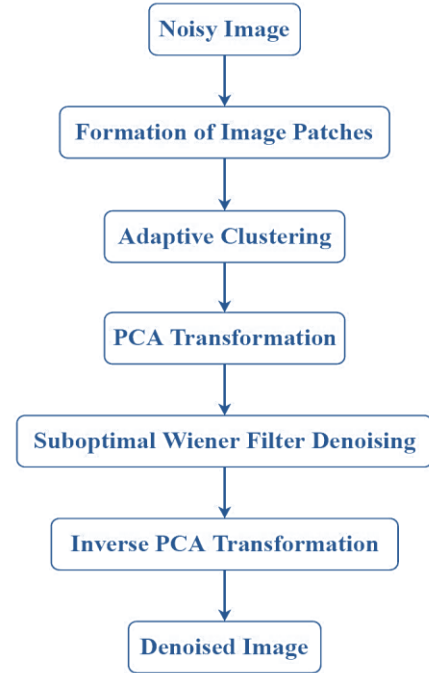 Noisy Image
Formation of Image Patches
Adaptive Clustering
PCA Transformation
Suboptimal Wiener Filter Denoising
Inverse PCA Transformation
Denoised Image